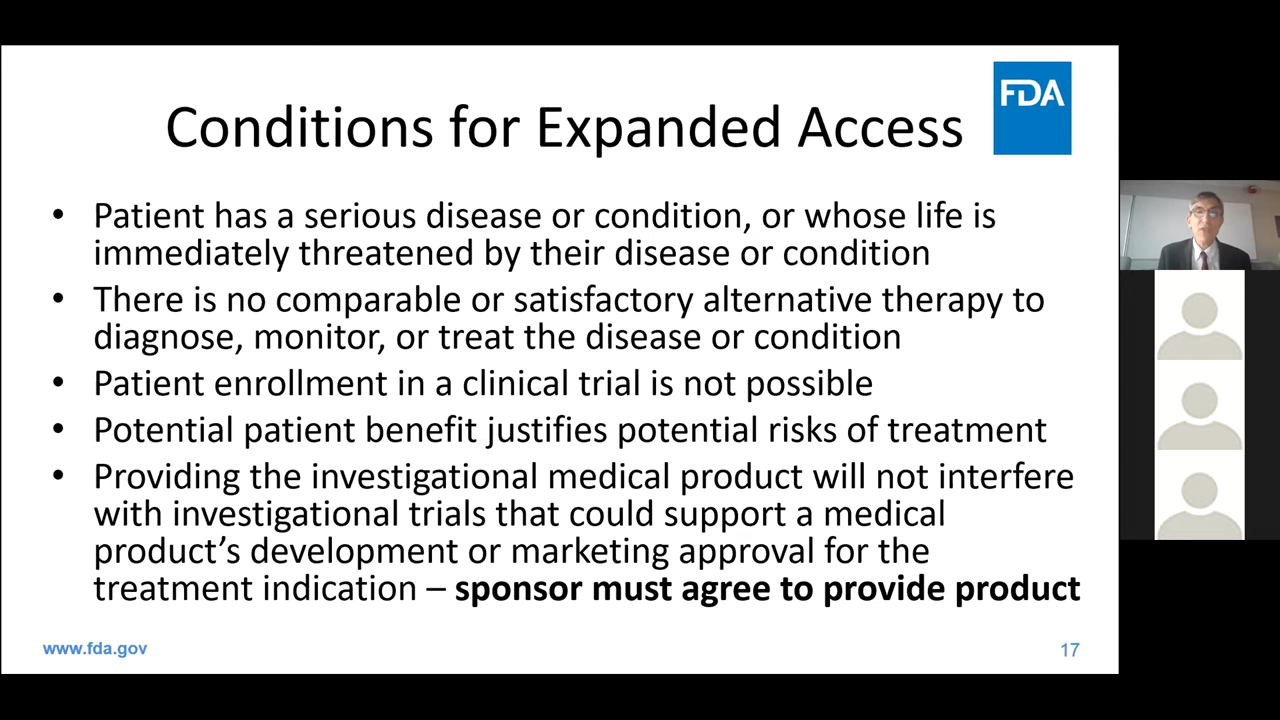 FDA
Conditions for Expanded Access
• Patient has a serious disease or condition, or whose life is
immediately threatened by their disease or condition
• There is no comparable or satisfactory alternative therapy to
diagnose, monitor, or treat the disease or condition
• Patient enrollment in a clinical trial is not possible
• Potential patient benefit justifies potential risks of treatment
• Providing the investigational medical product will not interfere
with investigational trials that could support a medical
product’s development or marketing approval for the
treatment indication – sponsor must agree to provide product
www.fda.gov
17